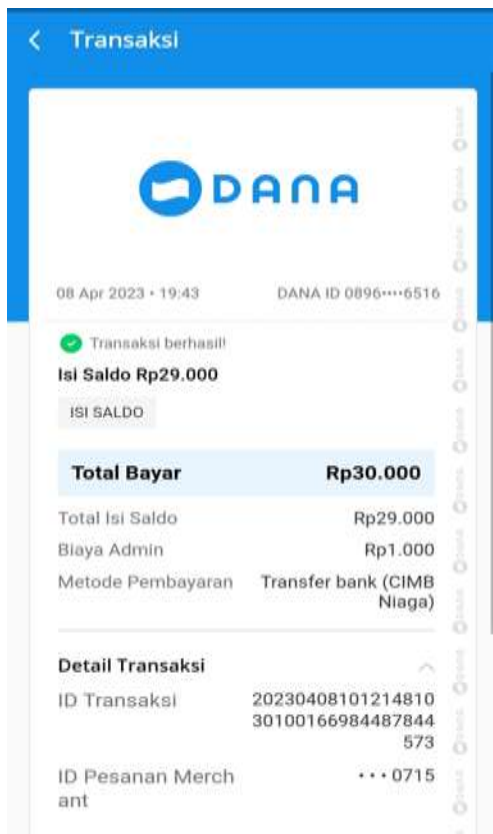 Transaksi
DANA
08 Apr 2023 • 19:43 DANA ID 0896••••6516
Transaksi berhasil!
Isi Saldo Rp29.000
ISI SALDO
Total Bayar Rp30.000
Total Isi Saldo Rp29.000
Biaya Admin Rp1.000
Metode Pembayaran Transfer bank (CIMB
Niaga)
Detail Transaksi
ID Transaksi 20230408101214810
30100166984487844
573
ID Pesanan Merch
ant •••0715